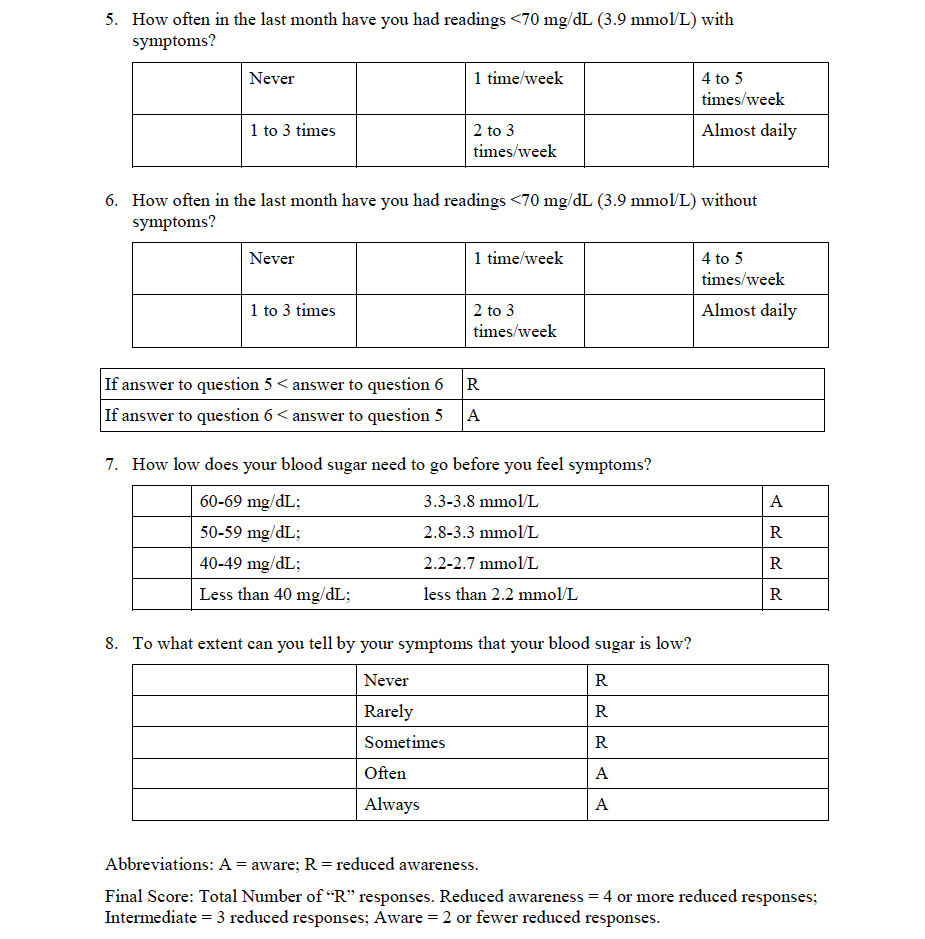 5. How often in the last month have you had readings <70 mg/dL (3.9 mmol/L) with
symptoms?
Never 1 time/week 4 to 5
times/week
1 to 3 times 2 to 3 Almost daily
times/week
6. How often in the last month have you had readings <70 mg/dL (3.9 mmol/L) without
symptoms?
Never 1 time/week 4 to 5
times/week
1 to 3 times 2 to 3 Almost daily
times/week
If answer to question 5 < answer to question 6 R
If answer to question 6 < answer to question 5 A
7. How low does your blood sugar need to go before you feel symptoms?
60-69 mg/dL; 3.3-3.8 mmol/L A
50-59 mg/dL; 2.8-3.3 mmol/L R
40-49 mg/dL; 2.2-2.7 mmol/L R
Less than 40 mg/dL; less than 2.2 mmol/L R
8. To what extent can you tell by your symptoms that your blood sugar is low?
Never R
Rarely R
Sometimes R
Often A
Always A
Abbreviations: A = aware; R = reduced awareness.
Final Score: Total Number of “R” responses. Reduced awareness = 4 or more reduced responses;
Intermediate = 3 reduced responses; Aware = 2 or fewer reduced responses.